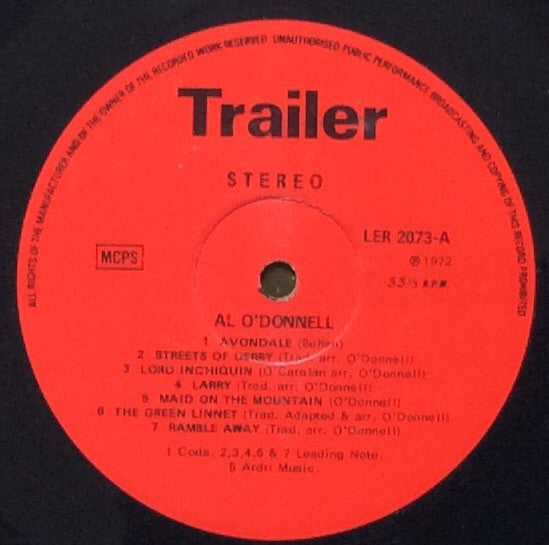 ALL RIGHTS OF THE MANUFACTURER AND OF THE OWNER OF THE RECORDED WORK RESERVED UNAUTHORISED PUBLIC PERFORMANCE BROADCASTING AND COPYING OF THIS RECORD PROHIBITED
Trailer
STEREO
LER 2073-A
MCPS
℗ 1972
33⅓ R.P.M.
AL O'DONNELL
1 AVONDALE (Behan)
2 STREETS OF DERRY (Trad. arr. O'Donnell)
3 LORD INCHIQUIN (O'Carolan arr. O'Donnell)
4 LARRY (Trad. arr. O'Donnell)
5 MAID ON THE MOUNTAIN (O'Donnell)
6 THE GREEN LINNET (Trad. Adapted & arr. O'Donnell)
7 RAMBLE AWAY (Trad. arr. O'Donnell)
1 Coda. 2,3,4,6 & 7 Leading Note.
5 Ardri Music.